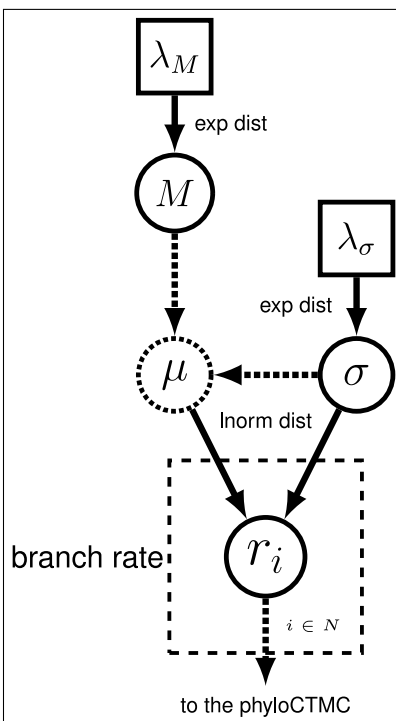 λ_M
exp dist
M
λ_σ
exp dist
μ
σ
lnorm dist
branch rate
r_i
i ∈ N
to the phyloCTMC